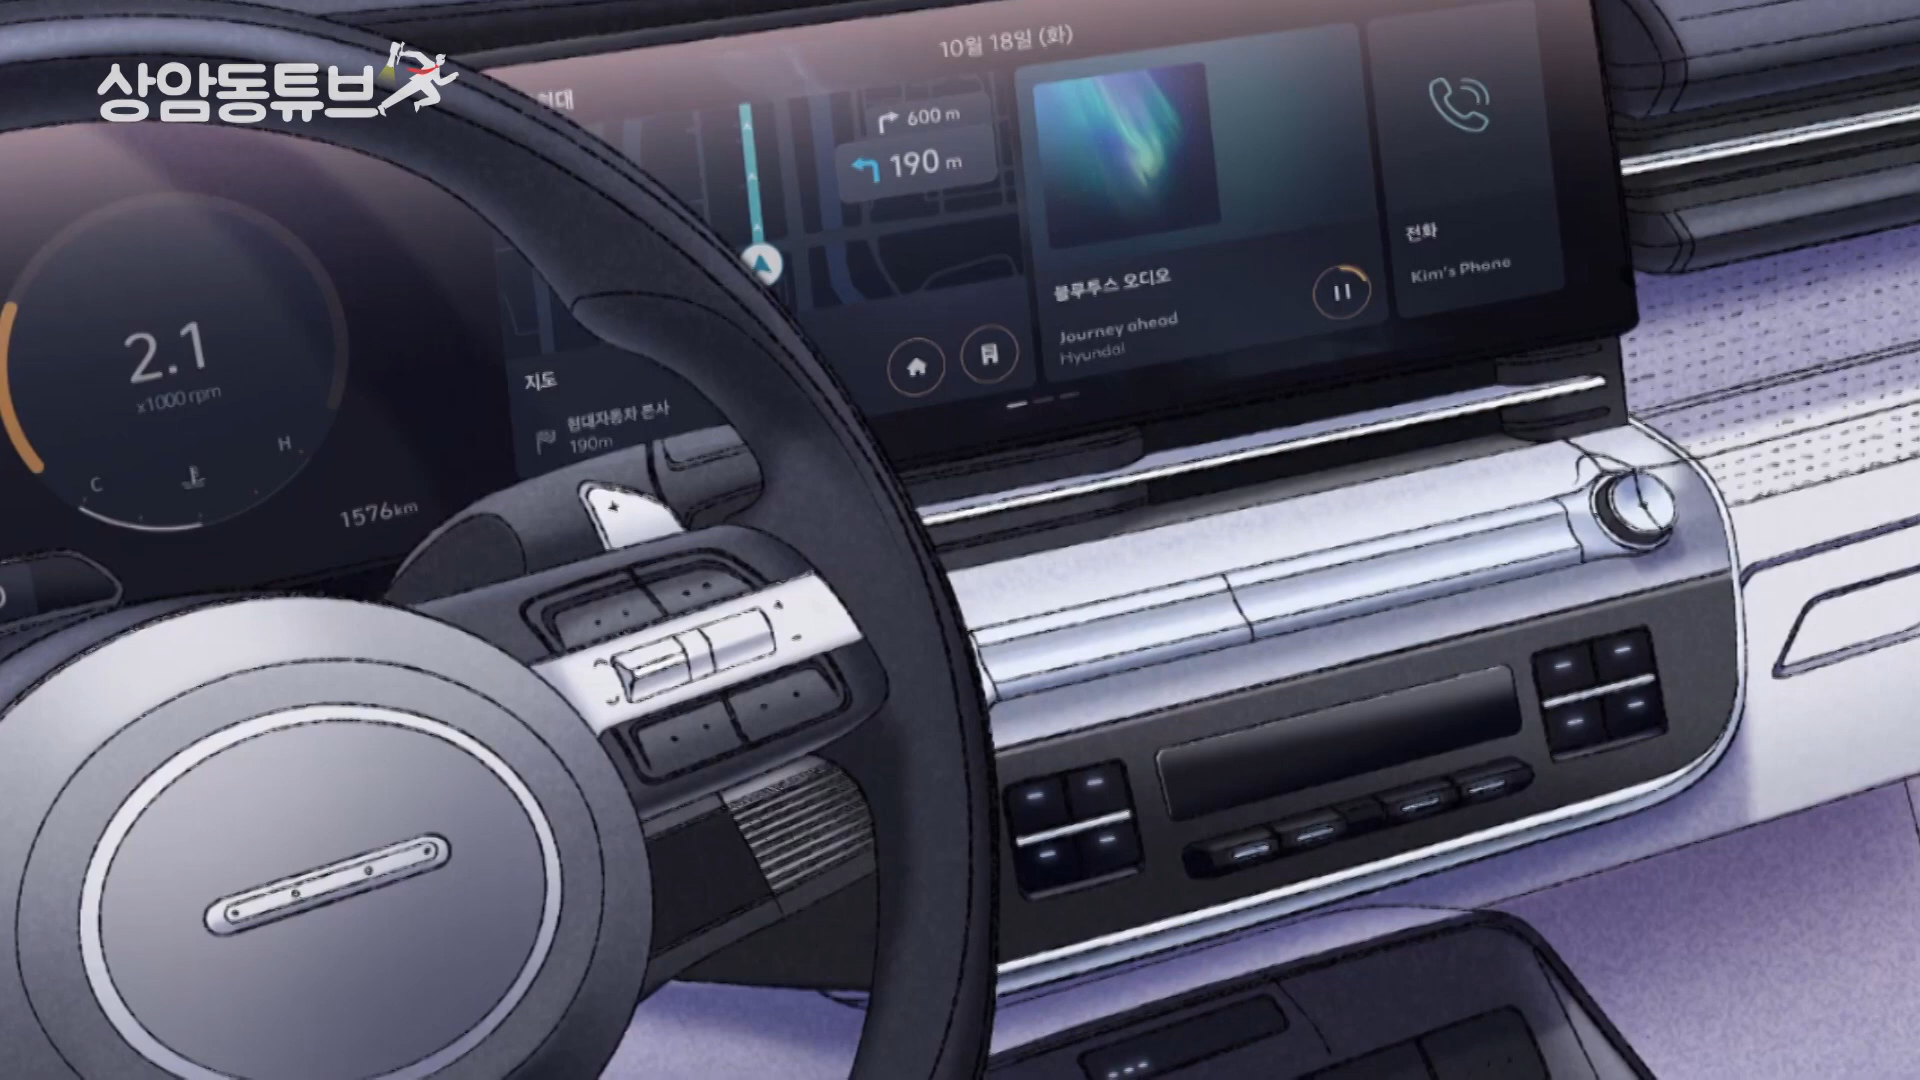 상암동튜브
10월 18일 (화)
현대
600 m
190 m
2.1
x1000 rpm
C
H
1576km
지도
현대자동차 본사
190m
블루투스 오디오
Journey ahead
Hyundai
전화
Kim's Phone